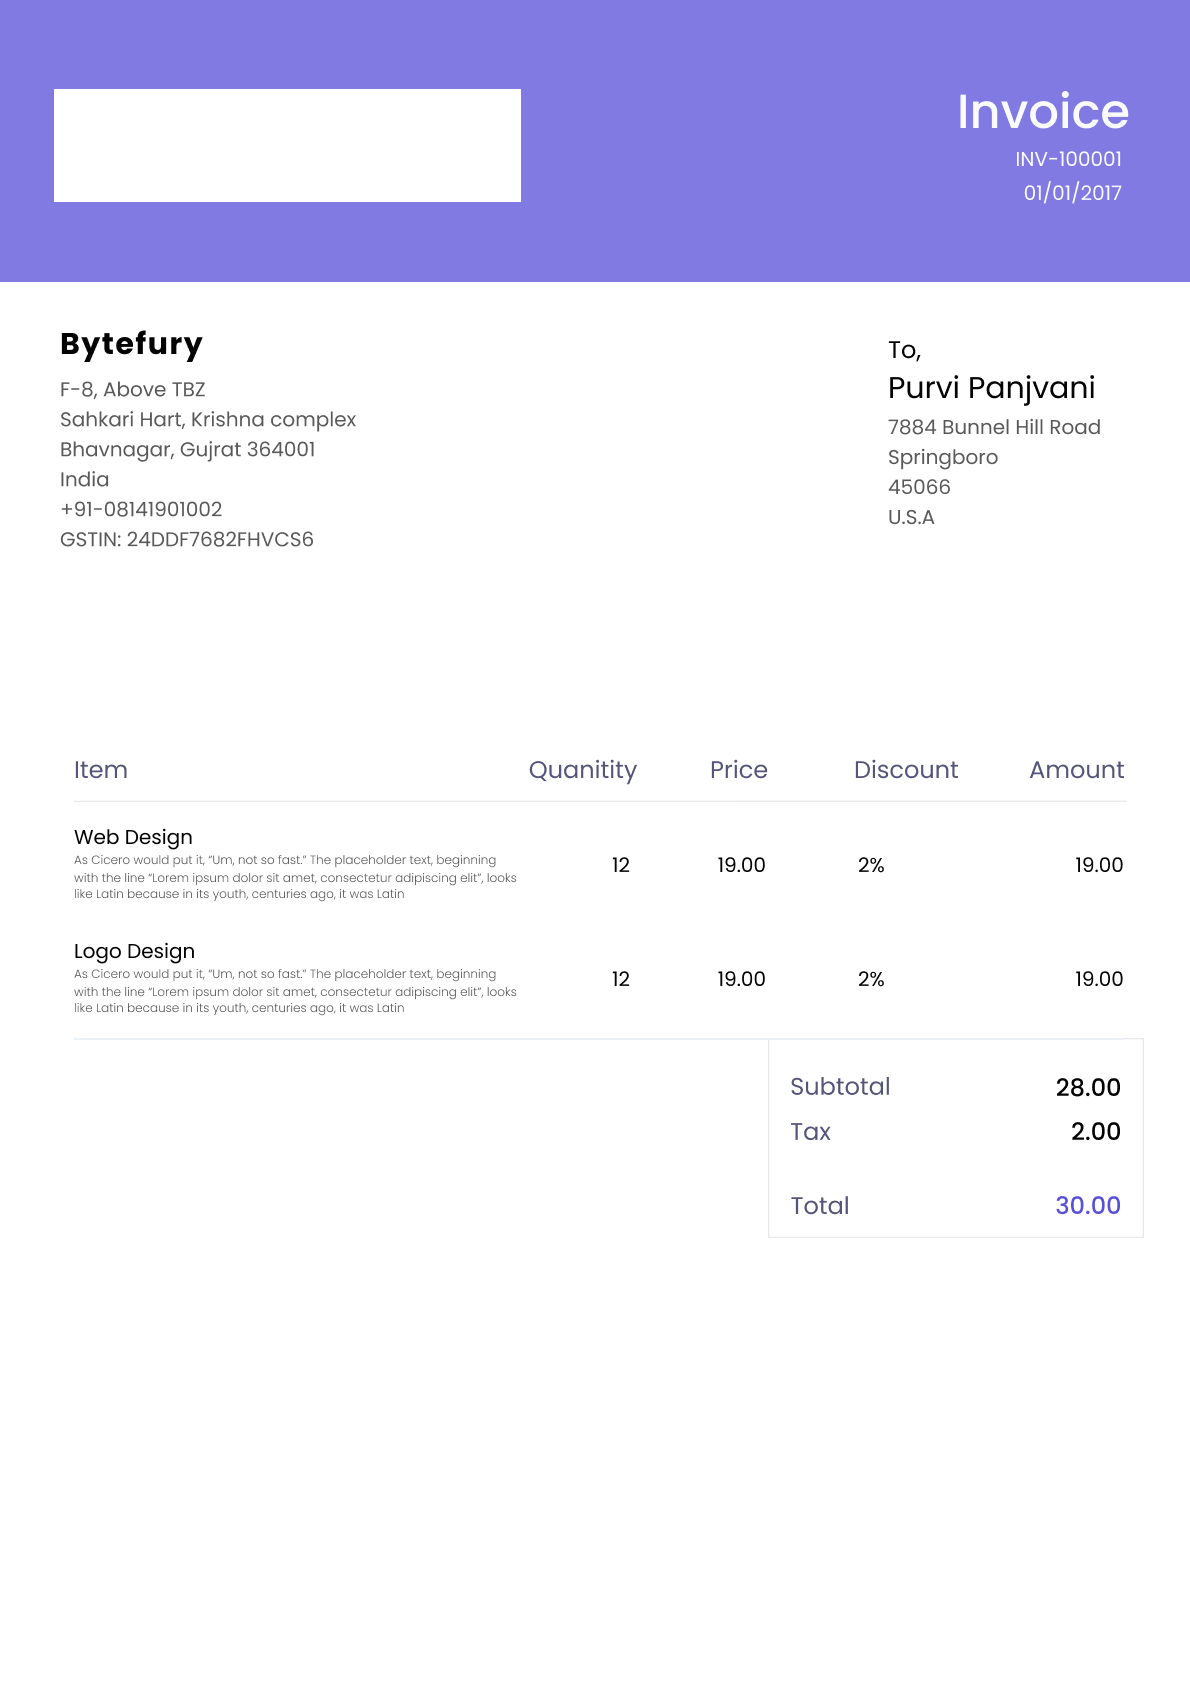 Invoice
INV-100001
01/01/2017
Bytefury
F-8, Above TBZ
Sahkari Hart, Krishna complex
Bhavnagar, Gujrat 364001
India
+91-08141901002
GSTIN: 24DDF7682FHVCS6
To,
Purvi Panjvani
7884 Bunnel Hill Road
Springboro
45066
U.S.A
Item Quanitity Price Discount Amount
Web Design
As Cicero would put it, “Um, not so fast.” The placeholder text, beginning
with the line “Lorem ipsum dolor sit amet, consectetur adipiscing elit”, looks
like Latin because in its youth, centuries ago, it was Latin
12 19.00 2% 19.00
Logo Design
As Cicero would put it, “Um, not so fast.” The placeholder text, beginning
with the line “Lorem ipsum dolor sit amet, consectetur adipiscing elit”, looks
like Latin because in its youth, centuries ago, it was Latin
12 19.00 2% 19.00
Subtotal 28.00
Tax 2.00
Total 30.00